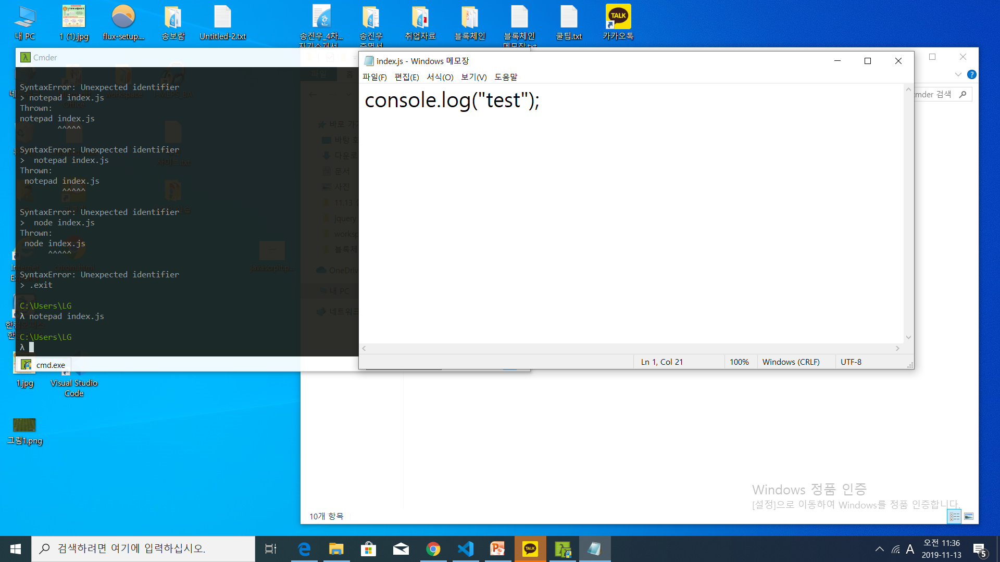 내 PC
1 (1).jpg
flux-setup....
송보람
Untitled-2.txt
송진우_4차...
자기소개서
송진우
증명서
취업자료
블록체인
블록체인
메모장.txt
쿨팁.txt
TALK
카카오톡
Cmder
SyntaxError: Unexpected identifier
> notepad index.js
Thrown:
notepad index.js
^^^^^
SyntaxError: Unexpected identifier
>  notepad index.js
Thrown:
 notepad index.js
^^^^^
SyntaxError: Unexpected identifier
>  node index.js
Thrown:
 node index.js
^^^^^
SyntaxError: Unexpected identifier
> .exit
C:\Users\LG
λ notepad index.js
C:\Users\LG
λ
cmd.exe
파일
바로 가기
바탕 화
다운로
문서
사진
11.13
jquery
worksp
블록체
OneDriv
내 PC
네트워크
index.js - Windows 메모장
파일(F) 편집(E) 서식(O) 보기(V) 도움말
console.log("test");
Ln 1, Col 21
100%
Windows (CRLF)
UTF-8
cmder 검색
1.jpg
Visual Studio
Code
그림1.png
Windows 정품 인증
[설정]으로 이동하여 Windows를 정품 인증합니다.
10개 항목
검색하려면 여기에 입력하십시오.
TALK
A
오전 11:36
2019-11-13
5